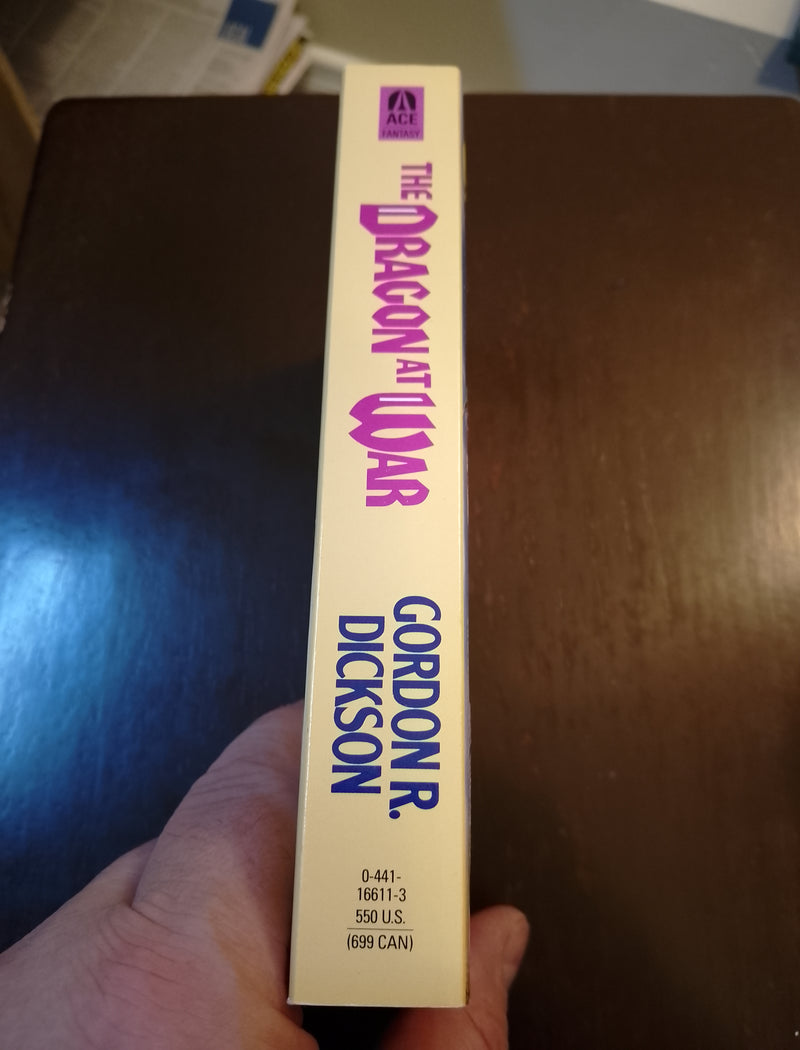 ACE
FANTASY
THE DRAGON AT WAR
GORDON R.
DICKSON
0-441-
16611-3
550 U.S.
(699 CAN)